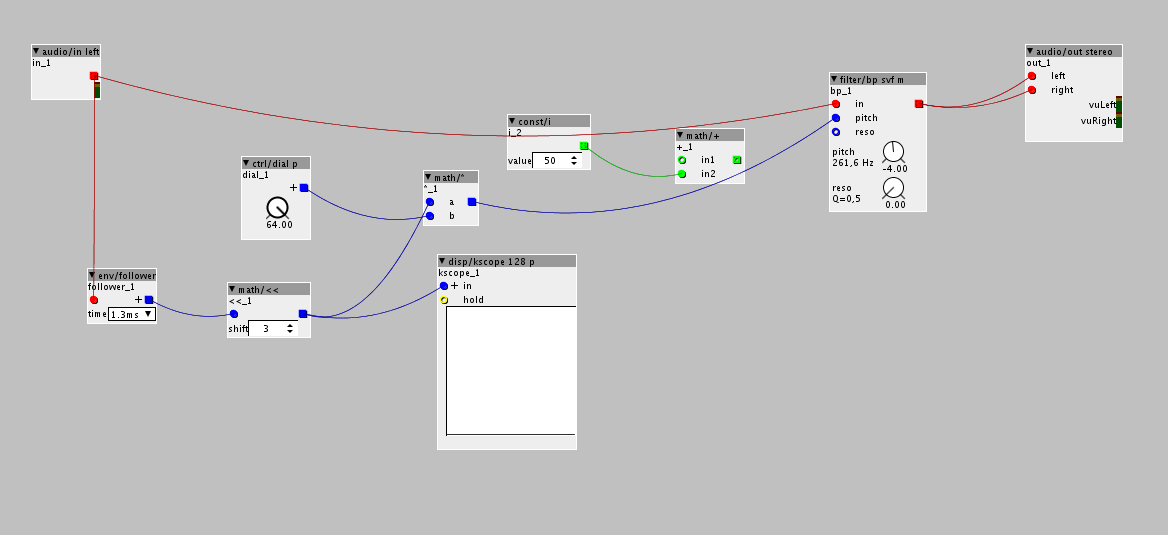 audio/in left
in_1
audio/out stereo
out_1
left
right
vuLeft
vuRight
filter/bp svf m
bp_1
in
pitch
reso
pitch
261,6 Hz
-4.00
reso
Q=0,5
0.00
const/i
i_2
value 50
math/+
+_1
in1
in2
ctrl/dial p
dial_1
+
64.00
math/^
^_1
a
b
env/follower
follower_1
+
time 1.3ms
math/<<
<<_1
shift 3
disp/kscope 128 p
kscope_1
+ in
hold